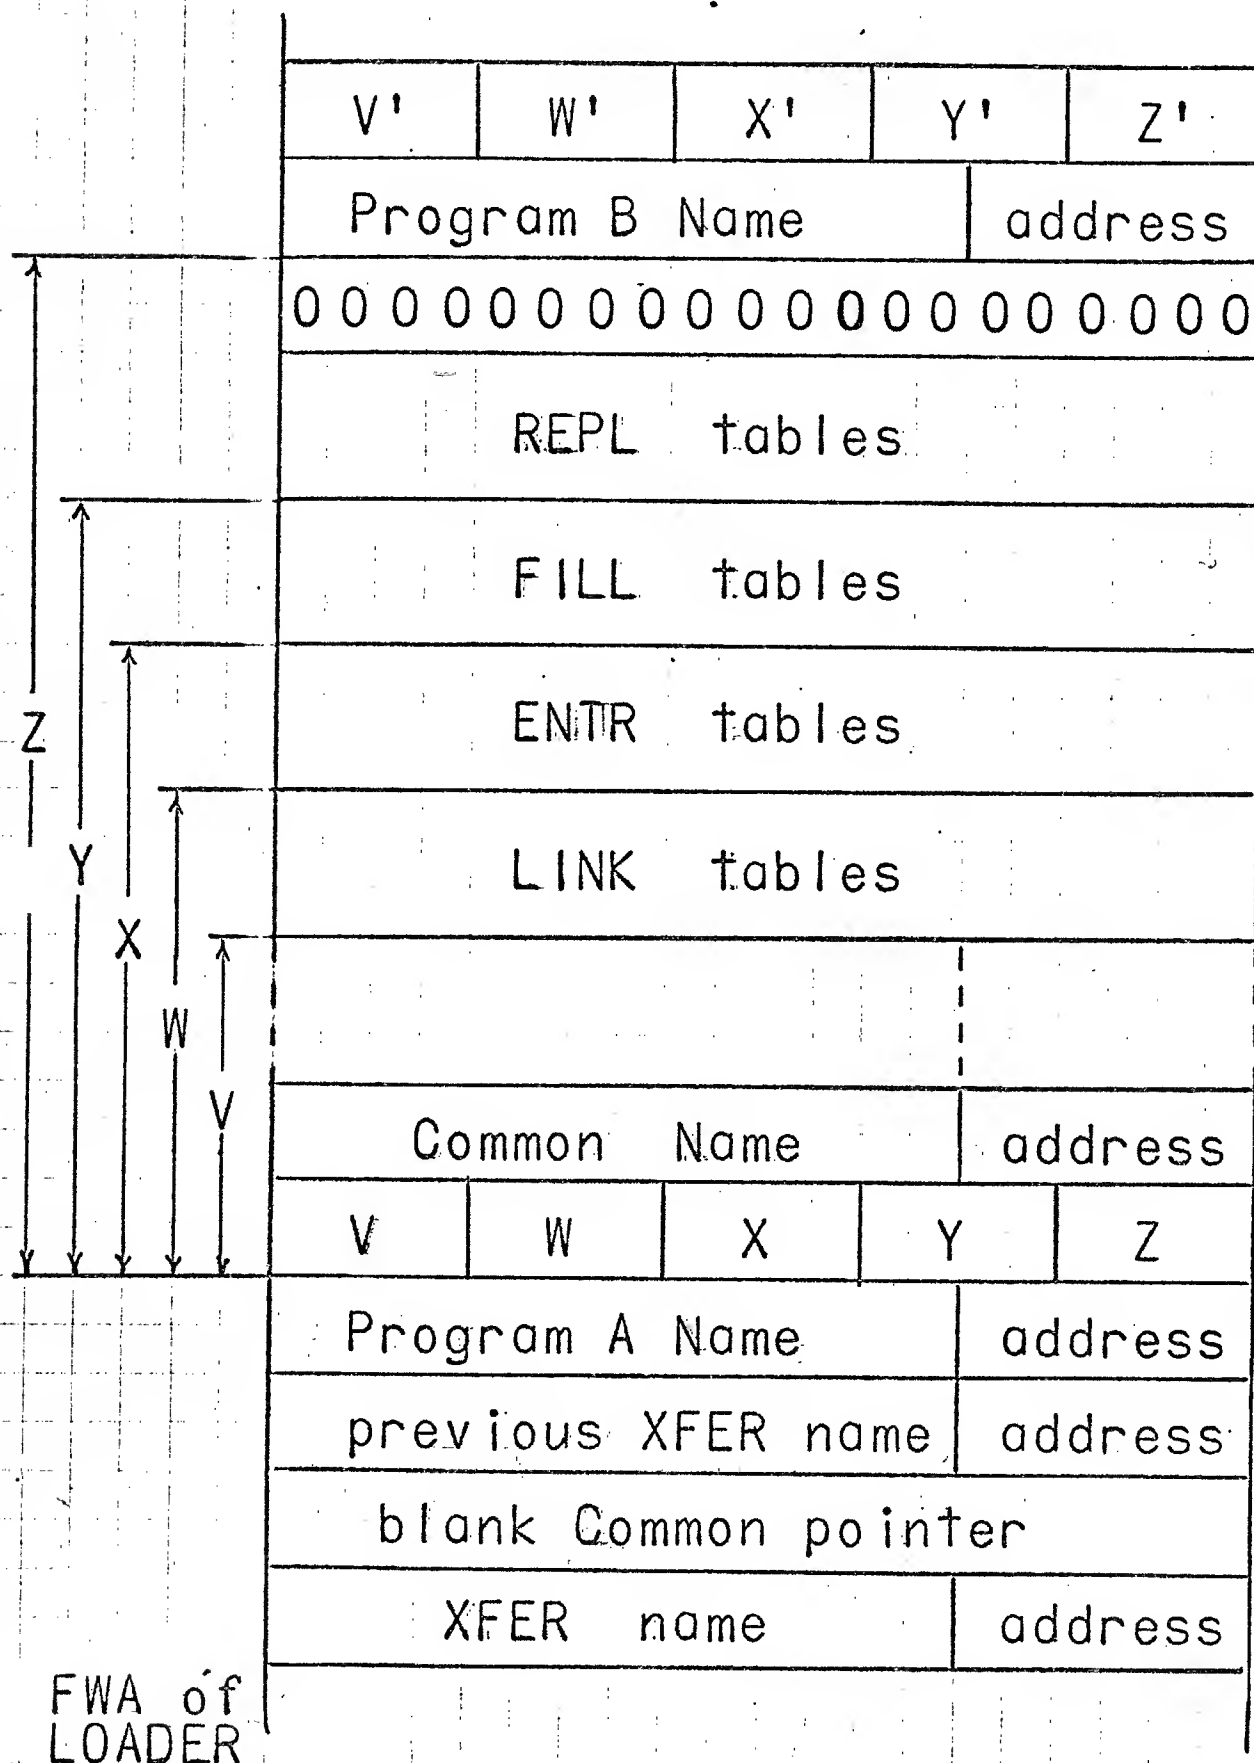 V' W' X' Y' Z'
Program B Name address
00000000000000000000
REPL tables
FILL tables
ENTR tables
Z
LINK tables
Y
X
W
V
Common Name address
V W X Y Z
Program A Name address
previous XFER name address
blank Common pointer
XFER name address
FWA of
LOADER